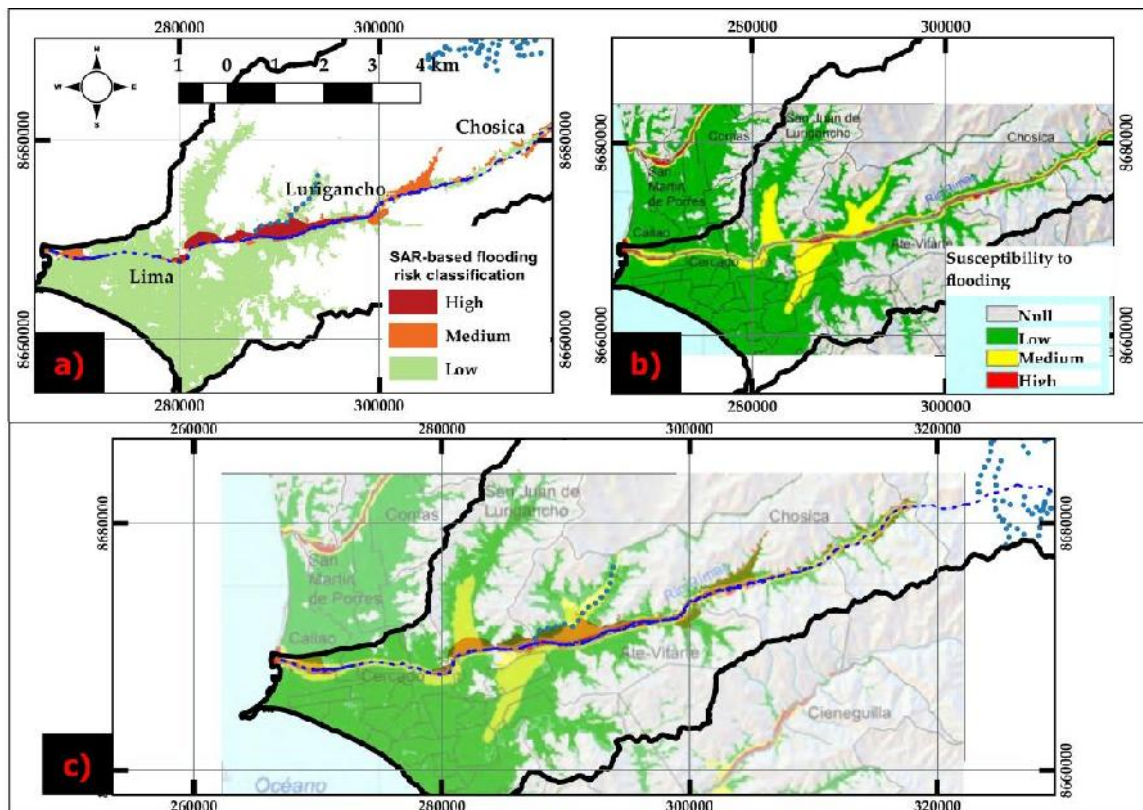 280000 300000
1 0 1 2 3 4 km
N
W E
S
8680000
Chosica
Lurigancho
Lima
SAR-based flooding
risk classification
High
Medium
Low
8660000
a)
280000 300000
250000 300000
8680000
San Juan de
Lurigancho
Comas
Chosica
San
Martin
de Porres
Callao
Cercado
Ate-Vitarte
Susceptibility to
flooding
Null
Low
Medium
High
8660000
b)
250000 300000
260000 280000 300000 320000
8680000
San Juan de
Lurigancho
Comas
Chosica
San
Martin
de Porres
Callao
Cercado
Ate-Vitarte
Cieneguilla
Océano
8660000
c)
260000 280000 300000 320000